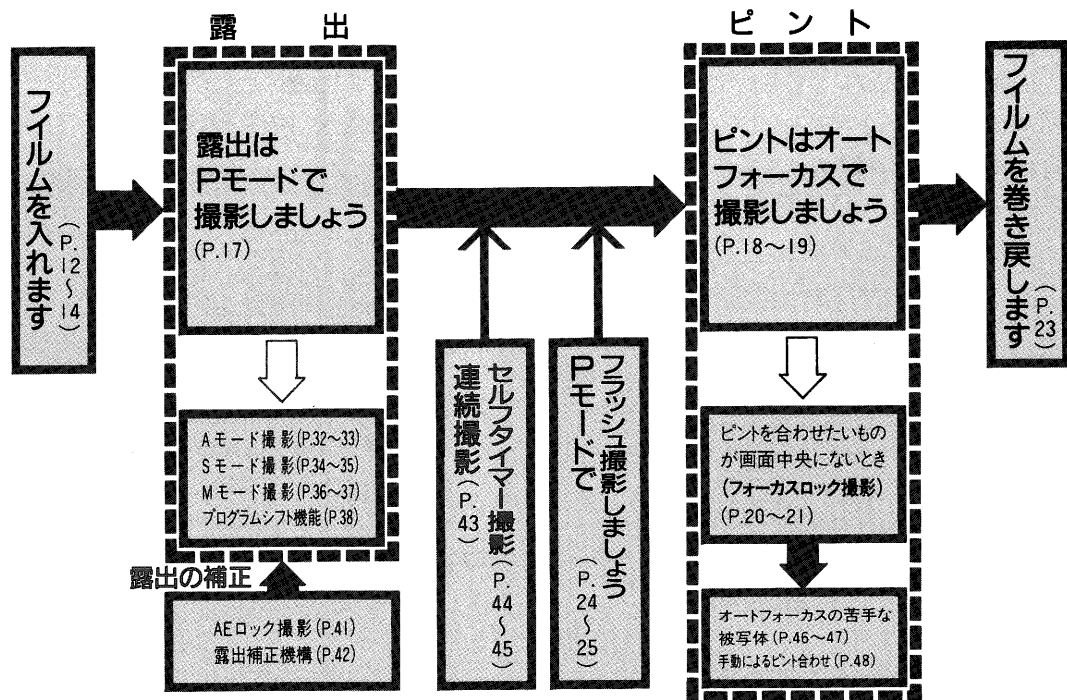 露出
ピント
フイルムを入れます
(P.12〜14)
露出は
Pモードで
撮影しましょう
(P.17)
Aモード撮影(P.32〜33)
Sモード撮影(P.34〜35)
Mモード撮影(P.36〜37)
プログラムシフト機能(P.38)
露出の補正
AEロック撮影(P.41)
露出補正機構(P.42)
セルフタイマー撮影(P.44〜45)
連続撮影(P.43)
フラッシュ撮影しましょう
Pモードで
(P.24〜25)
ピントはオート
フォーカスで
撮影しましょう
(P.18〜19)
ピントを合わせたいもの
が画面中央にないとき
(フォーカスロック撮影)
(P.20〜21)
オートフォーカスの苦手な
被写体(P.46〜47)
手動によるピント合わせ(P.48)
フイルムを巻き戻します
(P.23)